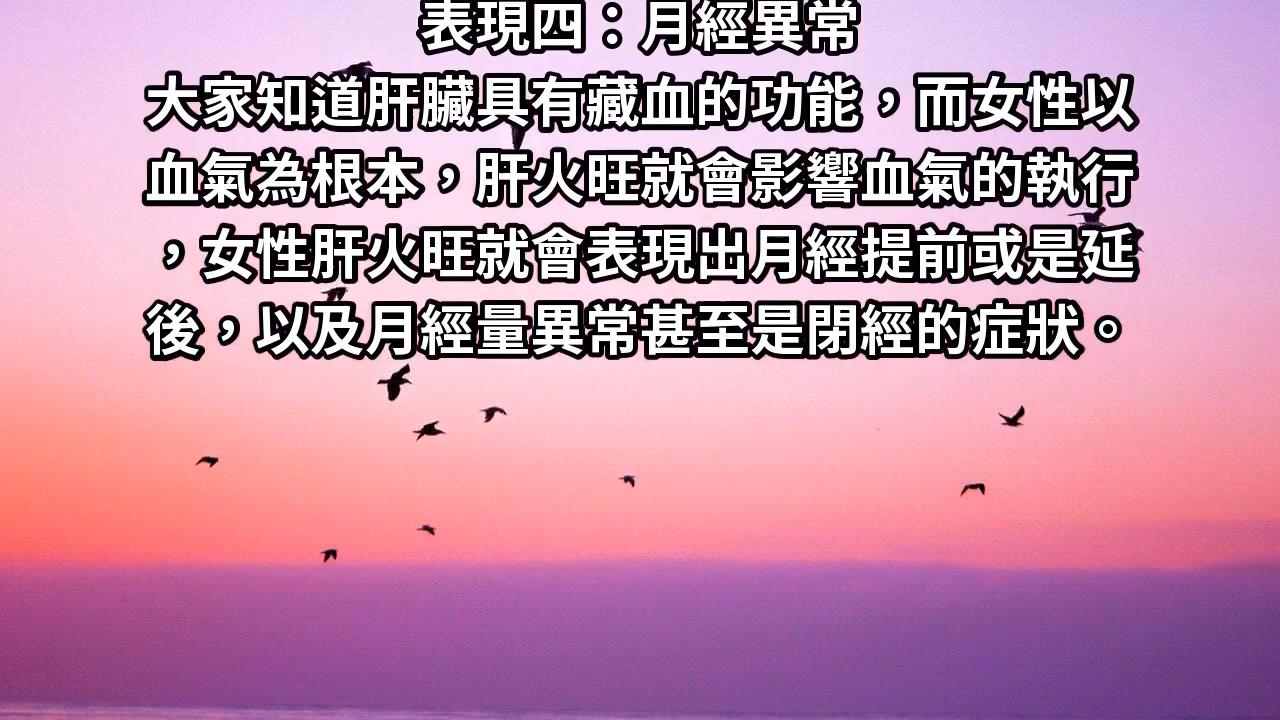 表現四：月經異常
大家知道肝臟具有藏血的功能，而女性以
血氣為根本，肝火旺就會影響血氣的執行
，女性肝火旺就會表現出月經提前或是延
後，以及月經量異常甚至是閉經的症狀。